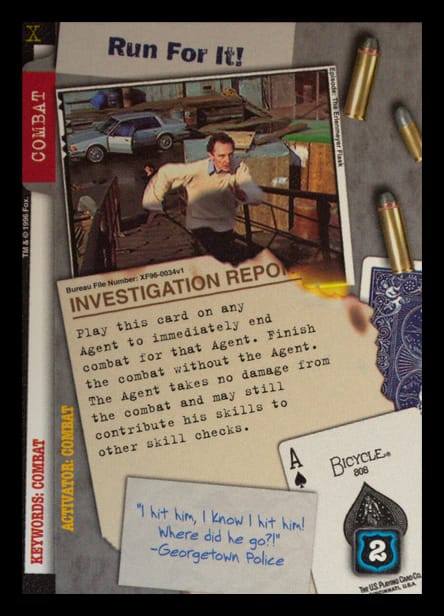 X
Run For It!
COMBAT
Episode: The Erlenmeyer Flask
TM & © 1996 Fox.
Bureau File Number: XF96-0034v1
INVESTIGATION REPOR
Play this card on any
Agent to immediately end
combat for that Agent. Finish
the combat without the Agent.
The Agent takes no damage from
the combat and may still
contribute his skills to
other skill checks.
KEYWORDS: COMBAT
ACTIVATOR: COMBAT
"I hit him, I know I hit him!
Where did he go?!"
-Georgetown Police
A
BICYCLE®
808
2
THE U.S. PLAYING CARD CO.
CINCINNATI, U.S.A.